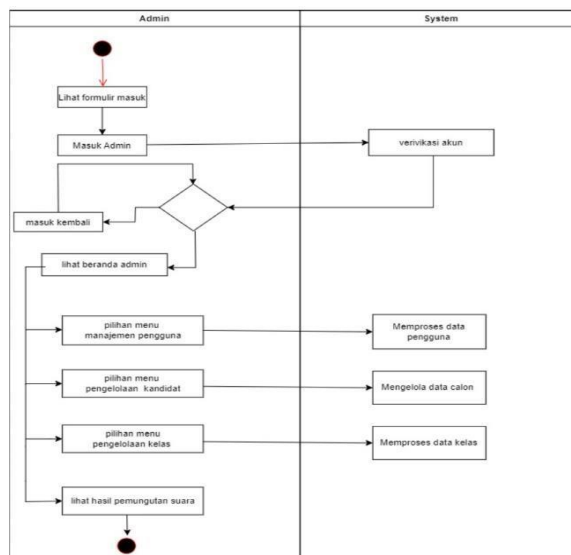 Admin
System
Lihat formulir masuk
Masuk Admin
verivikasi akun
masuk kembali
lihat beranda admin
pilihan menu
manajemen pengguna
Memproses data
pengguna
pilihan menu
pengelolaan kandidat
Mengelola data calon
pilihan menu
pengelolaan kelas
Memproses data kelas
lihat hasil pemungutan suara